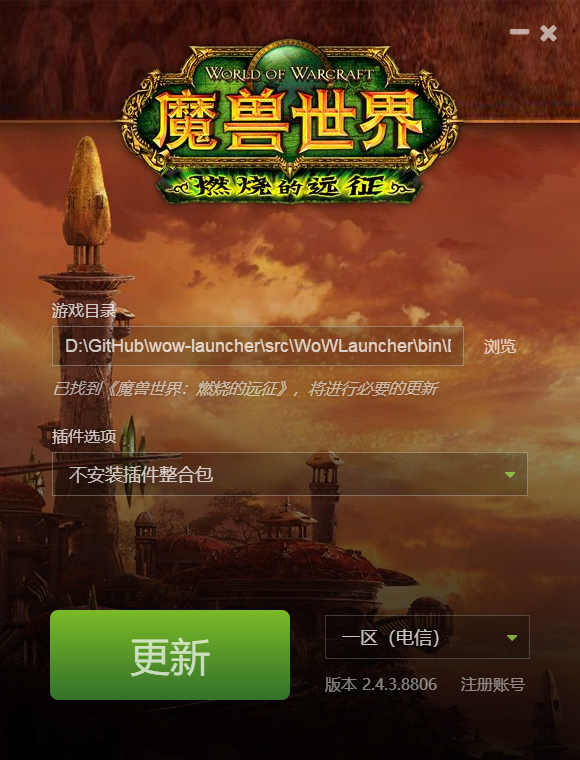 WORLD OF WARCRAFT
魔兽世界
燃烧的远征
游戏目录
D:\GitHub\wow-launcher\src\WoWLauncher\bin\ 浏览
已找到《魔兽世界：燃烧的远征》，将进行必要的更新
插件选项
不安装插件整合包
更新
一区（电信）
版本 2.4.3.8806 注册账号